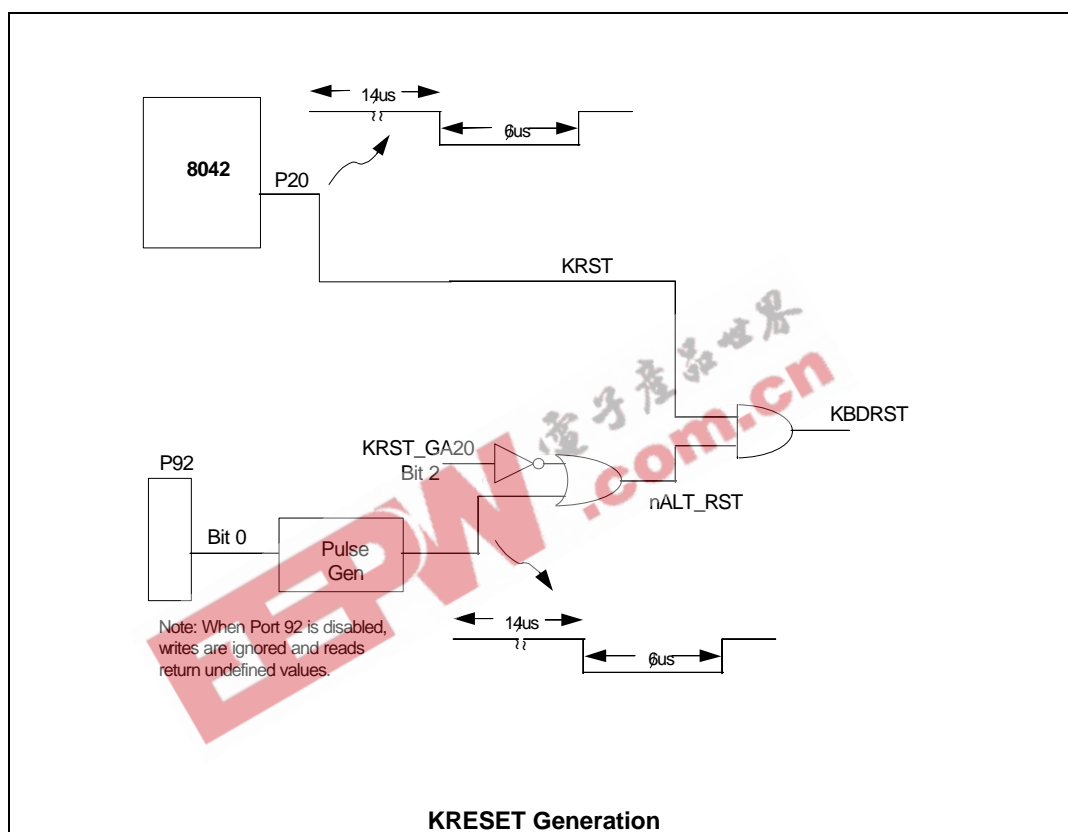 14us
6us
8042
P20
KRST
電子產品世界
.com.cn
KBDRST
KRST_GA20
Bit 2
nALT_RST
P92
Bit 0
Pulse
Gen
EEPW
14us
6us
Note: When Port 92 is disabled,
writes are ignored and reads
return undefined values.
KRESET Generation